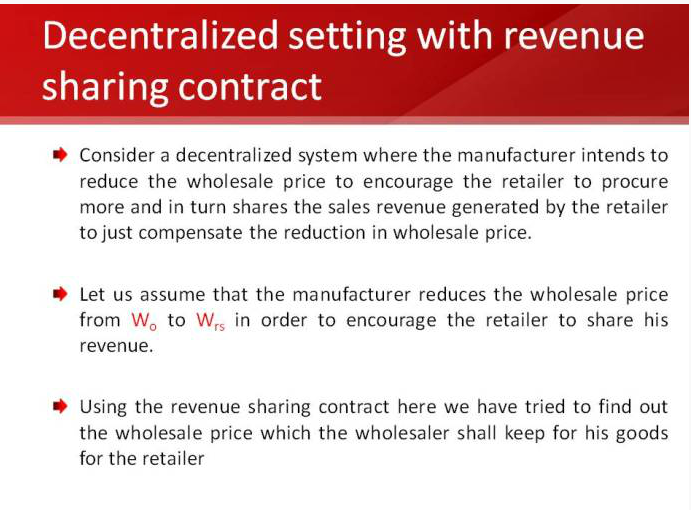 Decentralized setting with revenue
sharing contract
Consider a decentralized system where the manufacturer intends to
reduce the wholesale price to encourage the retailer to procure
more and in turn shares the sales revenue generated by the retailer
to just compensate the reduction in wholesale price.
Let us assume that the manufacturer reduces the wholesale price
from Wo to Wrs in order to encourage the retailer to share his
revenue.
Using the revenue sharing contract here we have tried to find out
the wholesale price which the wholesaler shall keep for his goods
for the retailer